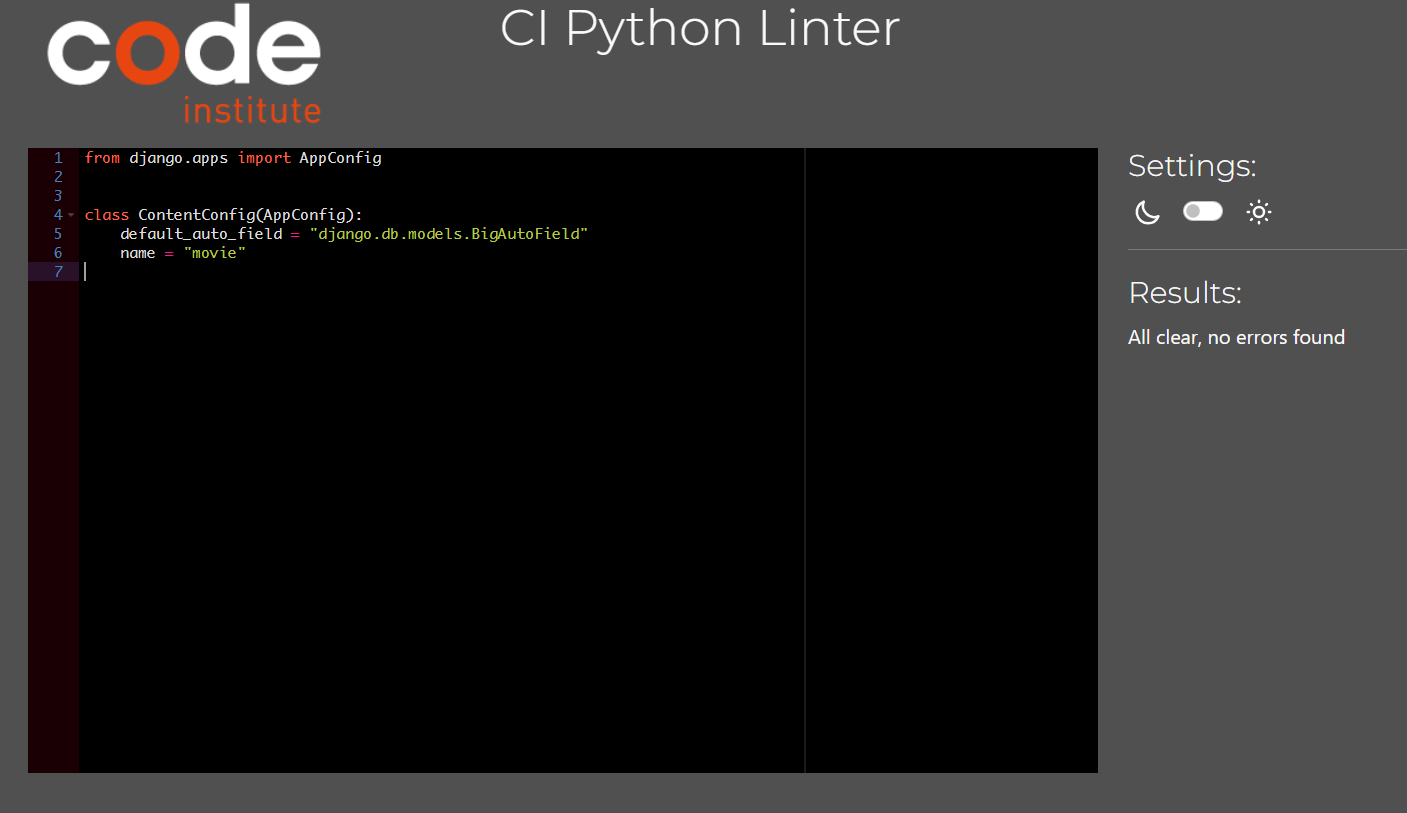 code
institute
CI Python Linter
1 from django.apps import AppConfig
2
3
4 class ContentConfig(AppConfig):
5     default_auto_field = "django.db.models.BigAutoField"
6     name = "movie"
7
Settings:
Results:
All clear, no errors found